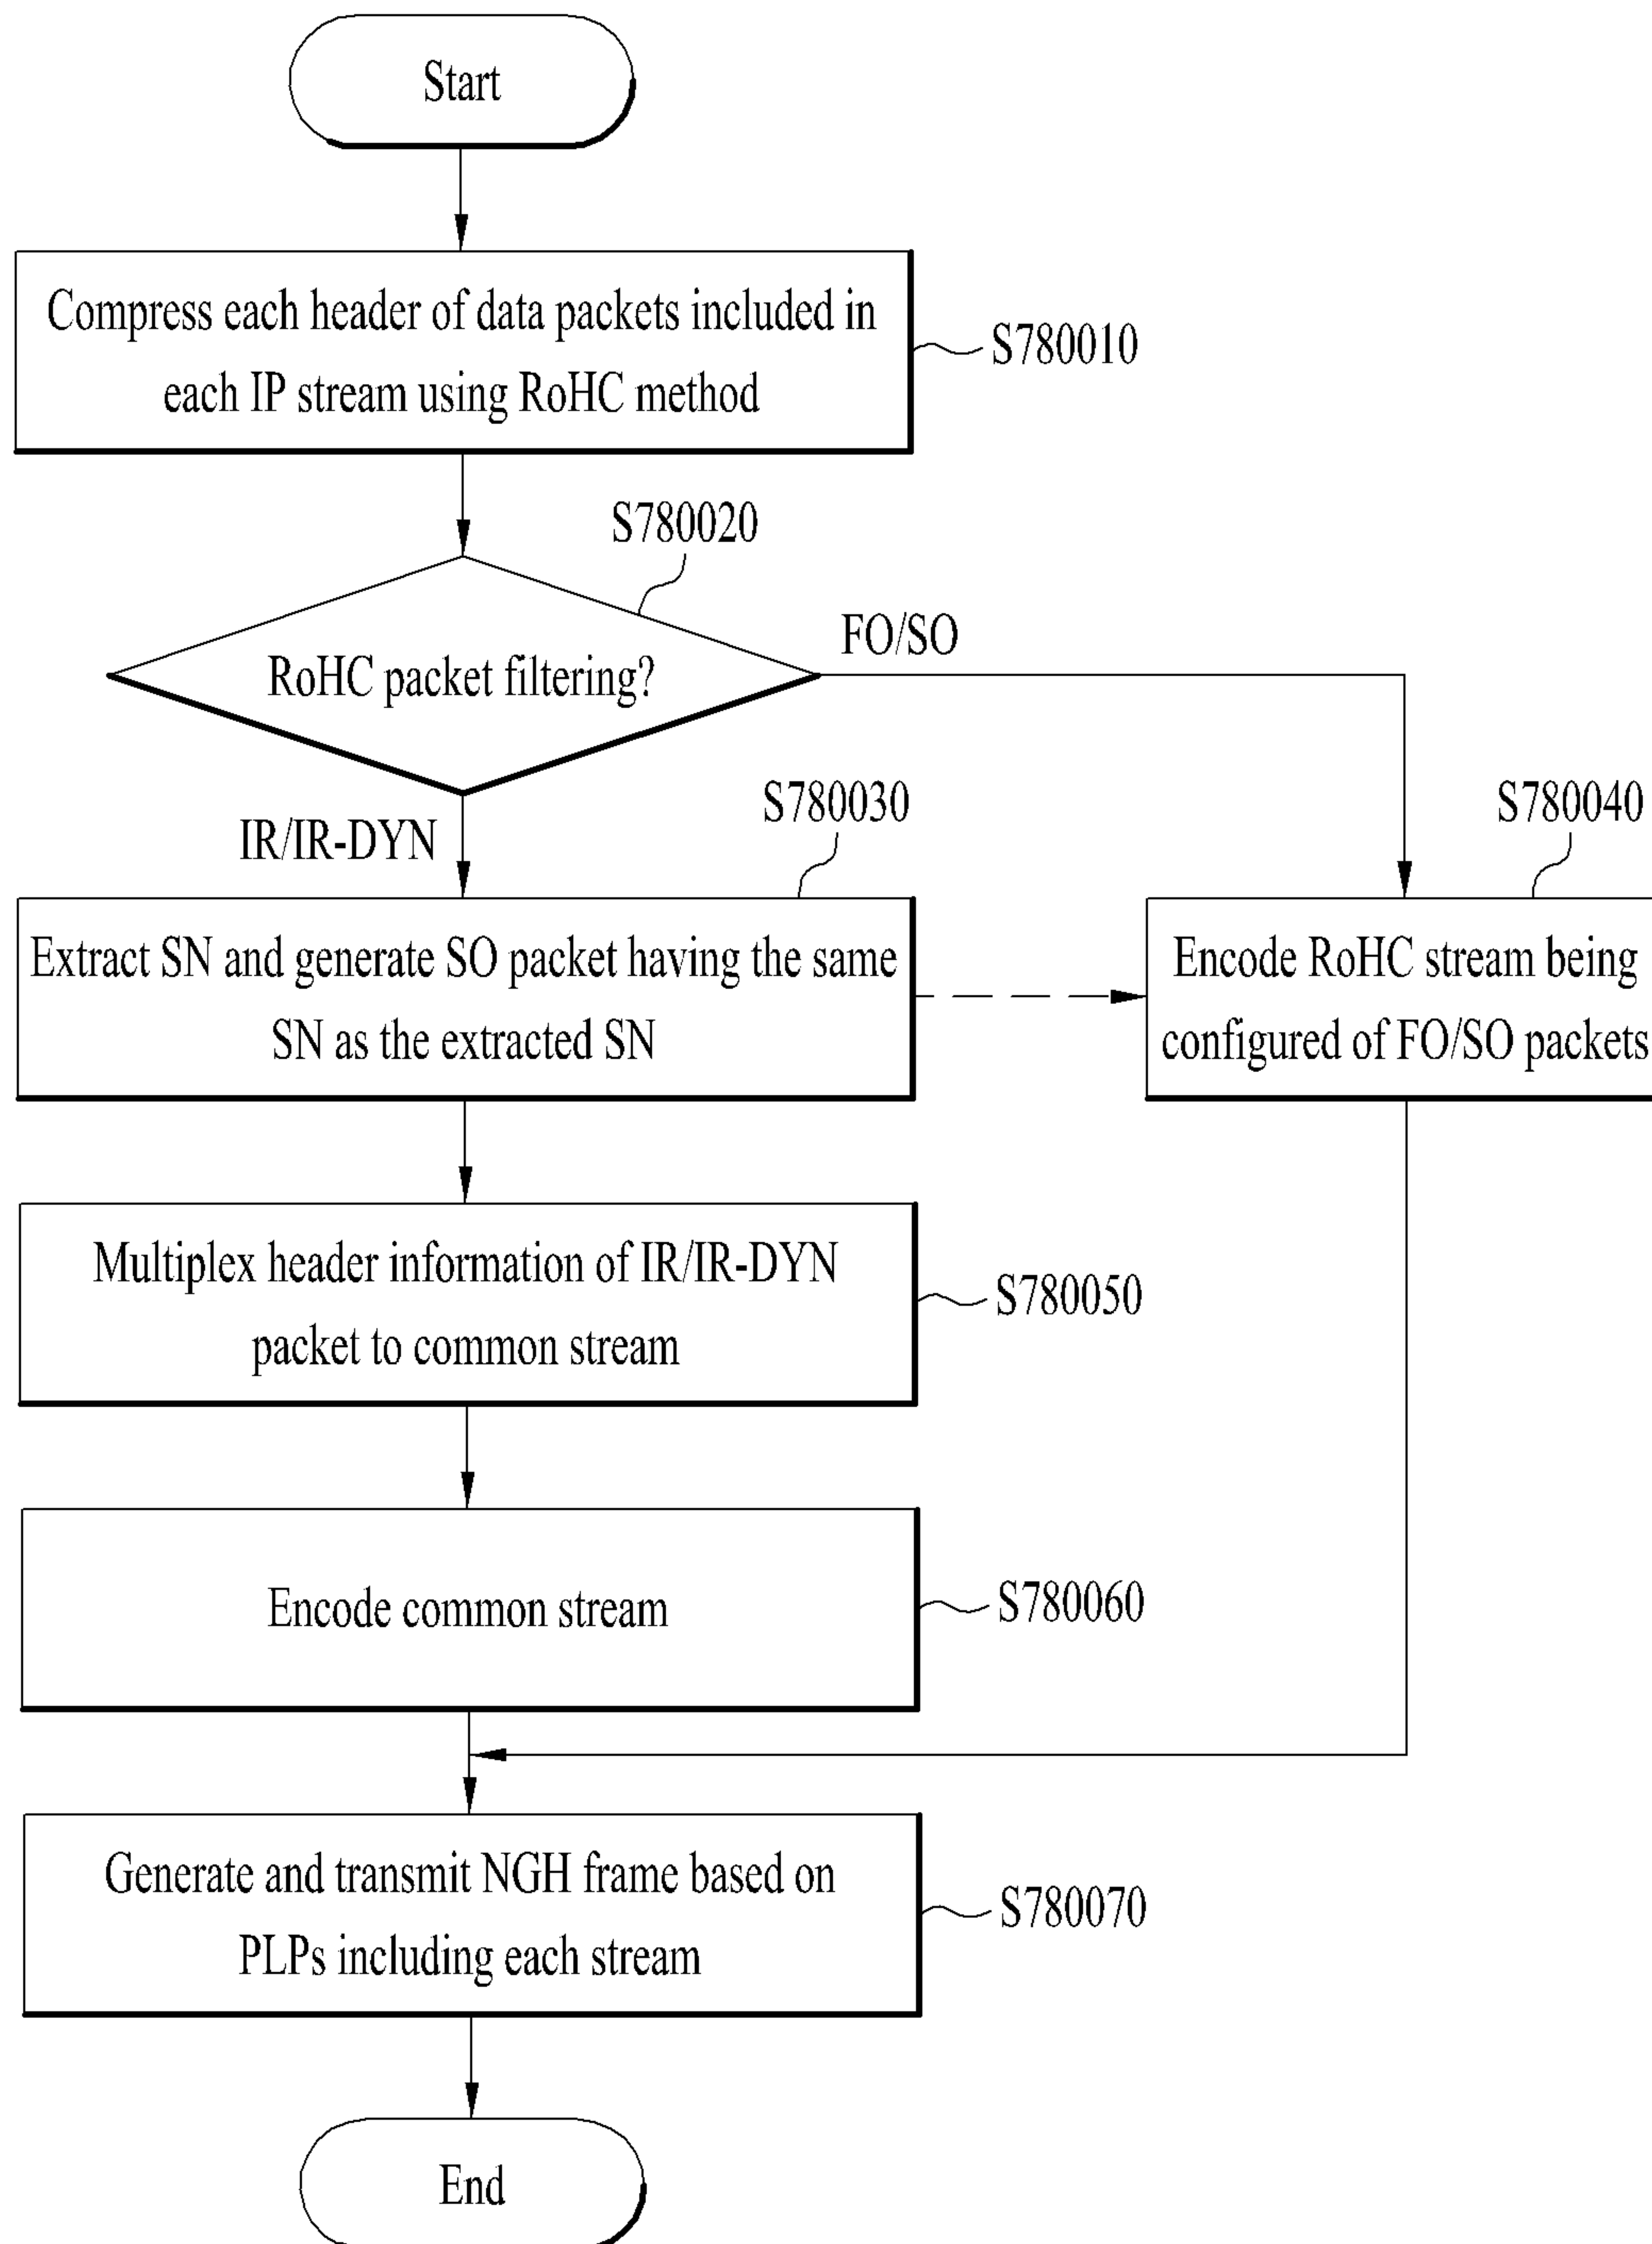 Start
Compress each header of data packets included in
each IP stream using RoHC method
S780010
S780020
RoHC packet filtering?
FO/SO
IR/IR-DYN
S780030
S780040
Extract SN and generate SO packet having the same
SN as the extracted SN
Encode RoHC stream being
configured of FO/SO packets
Multiplex header information of IR/IR-DYN
packet to common stream
S780050
Encode common stream
S780060
Generate and transmit NGH frame based on
PLPs including each stream
S780070
End